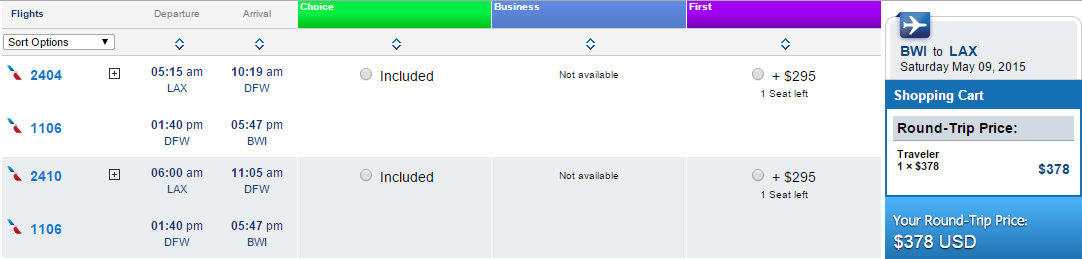 Flights Departure Arrival Choice Business First
Sort Options
2404 05:15 am 10:19 am Included Not available + $295
LAX DFW 1 Seat left
1106 01:40 pm 05:47 pm
DFW BWI
2410 06:00 am 11:05 am Included Not available + $295
LAX DFW 1 Seat left
1106 01:40 pm 05:47 pm
DFW BWI
BWI to LAX
Saturday May 09, 2015
Shopping Cart
Round-Trip Price:
Traveler
1 × $378 $378
Your Round-Trip Price:
$378 USD